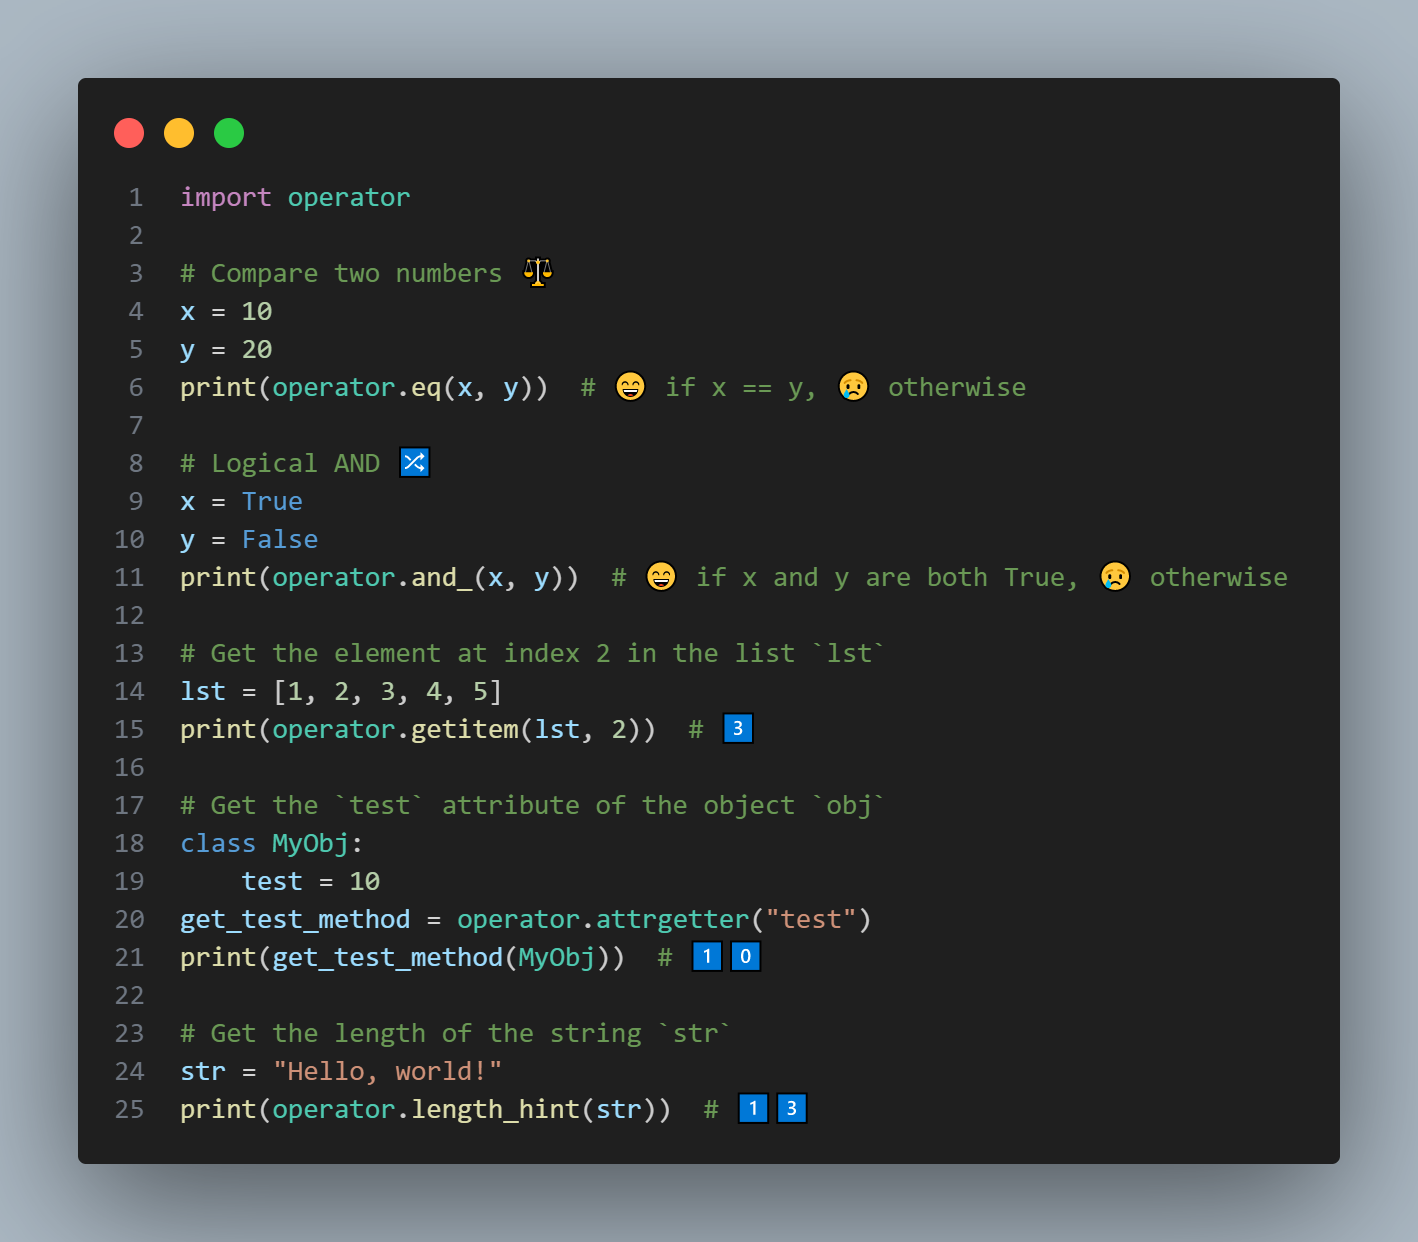 1 import operator
2
3 # Compare two numbers ⚖️
4 x = 10
5 y = 20
6 print(operator.eq(x, y))  # 😄 if x == y, 😢 otherwise
7
8 # Logical AND 🔀
9 x = True
10 y = False
11 print(operator.and_(x, y))  # 😄 if x and y are both True, 😢 otherwise
12
13 # Get the element at index 2 in the list `lst`
14 lst = [1, 2, 3, 4, 5]
15 print(operator.getitem(lst, 2))  # 3️⃣
16
17 # Get the `test` attribute of the object `obj`
18 class MyObj:
19     test = 10
20 get_test_method = operator.attrgetter("test")
21 print(get_test_method(MyObj))  # 1️⃣0️⃣
22
23 # Get the length of the string `str`
24 str = "Hello, world!"
25 print(operator.length_hint(str))  # 1️⃣3️⃣